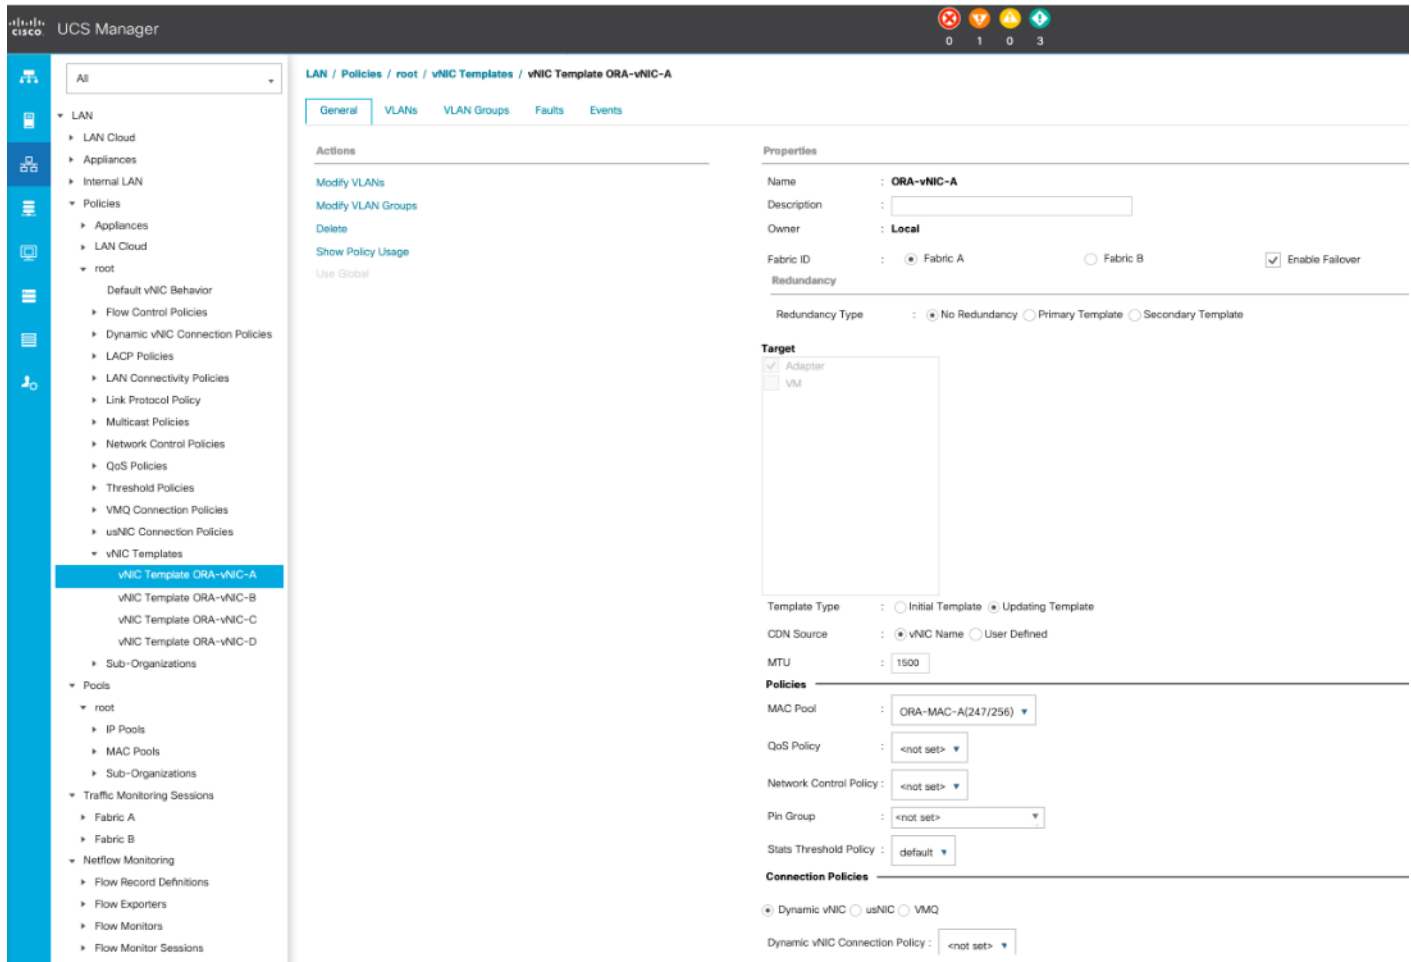 cisco UCS Manager
0 1 0 3
All
LAN
LAN Cloud
Appliances
Internal LAN
Policies
Appliances
LAN Cloud
root
Default vNIC Behavior
Flow Control Policies
Dynamic vNIC Connection Policies
LACP Policies
LAN Connectivity Policies
Link Protocol Policy
Multicast Policies
Network Control Policies
QoS Policies
Threshold Policies
VMQ Connection Policies
usNIC Connection Policies
vNIC Templates
vNIC Template ORA-vNIC-A
vNIC Template ORA-vNIC-B
vNIC Template ORA-vNIC-C
vNIC Template ORA-vNIC-D
Sub-Organizations
Pools
root
IP Pools
MAC Pools
Sub-Organizations
Traffic Monitoring Sessions
Fabric A
Fabric B
Netflow Monitoring
Flow Record Definitions
Flow Exporters
Flow Monitors
Flow Monitor Sessions
LAN / Policies / root / vNIC Templates / vNIC Template ORA-vNIC-A
General VLANs VLAN Groups Faults Events
Actions
Modify VLANs
Modify VLAN Groups
Delete
Show Policy Usage
Use Global
Properties
Name : ORA-vNIC-A
Description :
Owner : Local
Fabric ID : Fabric A Fabric B Enable Failover
Redundancy
Redundancy Type : No Redundancy Primary Template Secondary Template
Target
Adapter
VM
Template Type : Initial Template Updating Template
CDN Source : vNIC Name User Defined
MTU : 1500
Policies
MAC Pool : ORA-MAC-A(247/256)
QoS Policy : <not set>
Network Control Policy : <not set>
Pin Group : <not set>
Stats Threshold Policy : default
Connection Policies
Dynamic vNIC usNIC VMQ
Dynamic vNIC Connection Policy : <not set>